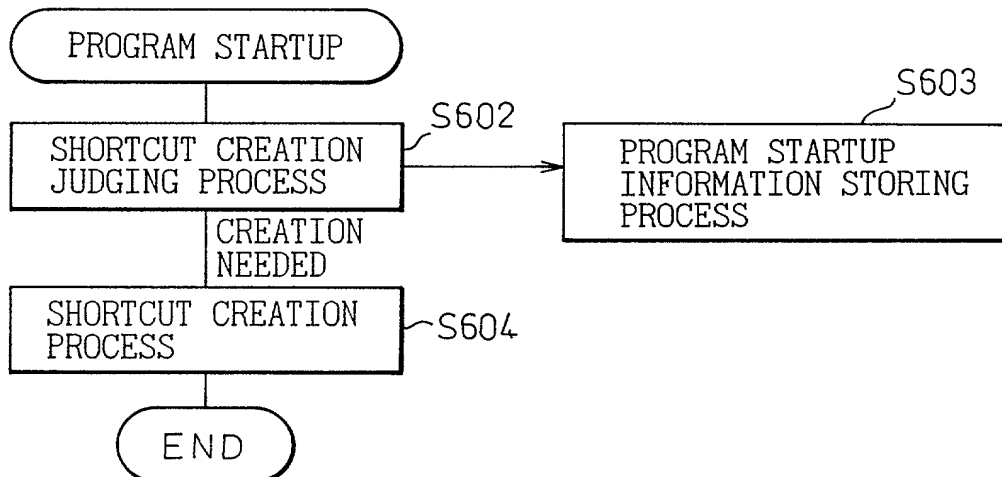 PROGRAM STARTUP
S602
SHORTCUT CREATION
JUDGING PROCESS
S603
PROGRAM STARTUP
INFORMATION STORING
PROCESS
CREATION
NEEDED
SHORTCUT CREATION
PROCESS
S604
END